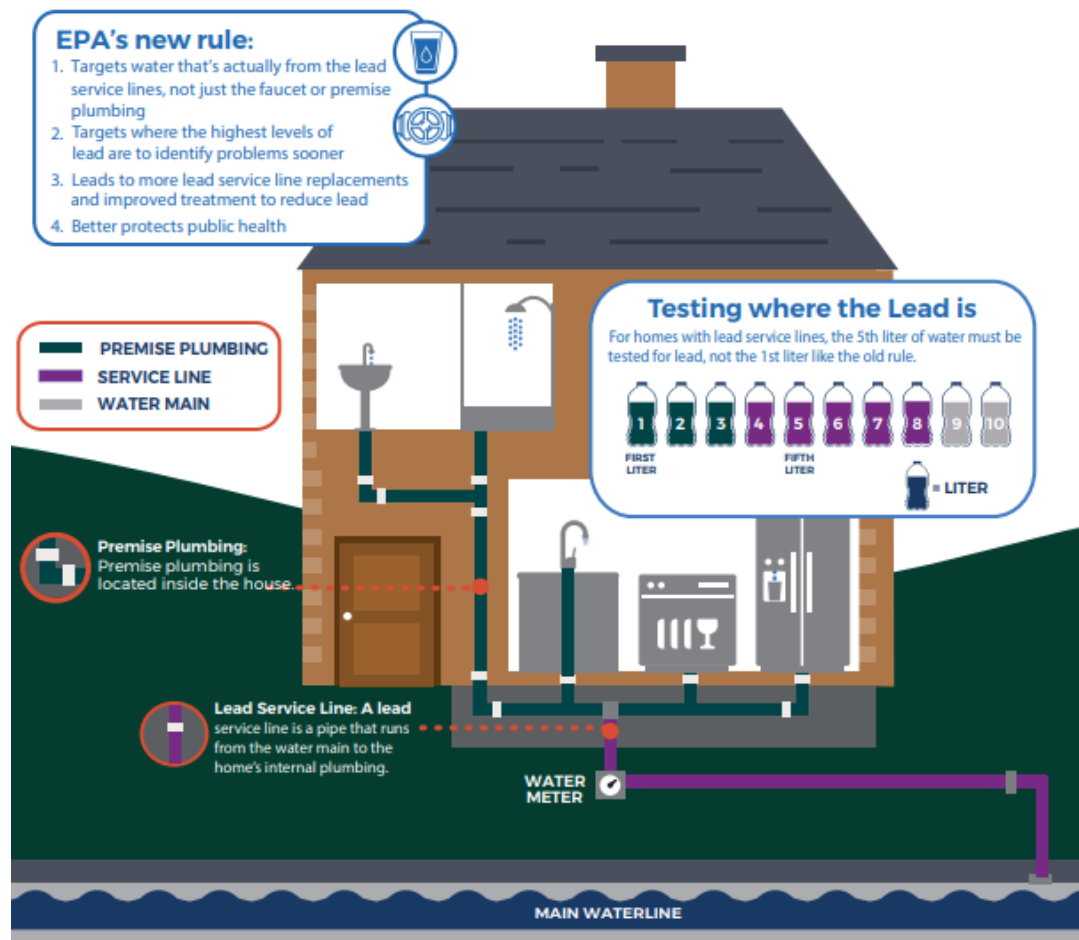 EPA's new rule:
1. Targets water that's actually from the lead
service lines, not just the faucet or premise
plumbing
2. Targets where the highest levels of
lead are to identify problems sooner
3. Leads to more lead service line replacements
and improved treatment to reduce lead
4. Better protects public health
PREMISE PLUMBING
SERVICE LINE
WATER MAIN
Testing where the Lead is
For homes with lead service lines, the 5th liter of water must be
tested for lead, not the 1st liter like the old rule.
1 2 3 4 5 6 7 8 9 10
FIRST
LITER
FIFTH
LITER
= LITER
Premise Plumbing:
Premise plumbing is
located inside the house.
Lead Service Line: A lead
service line is a pipe that runs
from the water main to the
home's internal plumbing.
WATER
METER
MAIN WATERLINE